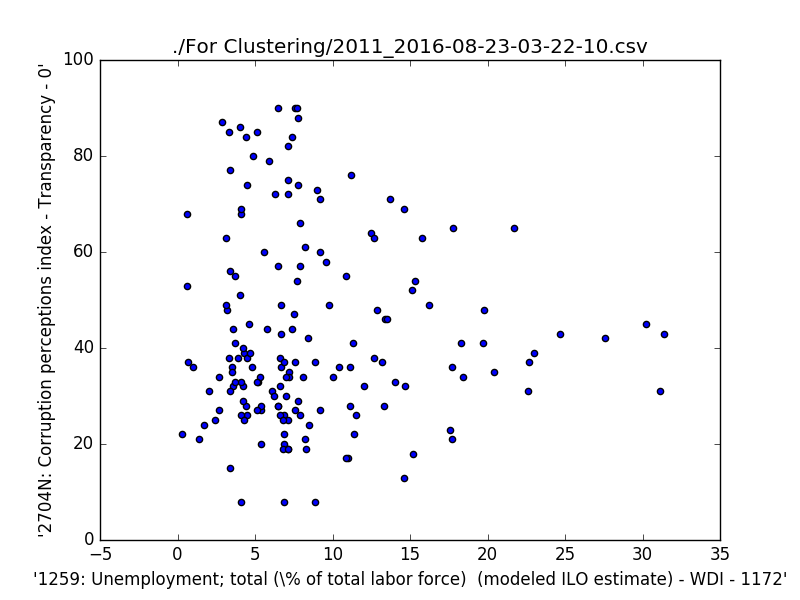 ./For Clustering/2011_2016-08-23-03-22-10.csv
'2704N: Corruption perceptions index - Transparency - 0'
100
80
60
40
20
0
−5 0 5 10 15 20 25 30 35
'1259: Unemployment; total (\% of total labor force)  (modeled ILO estimate) - WDI - 1172'